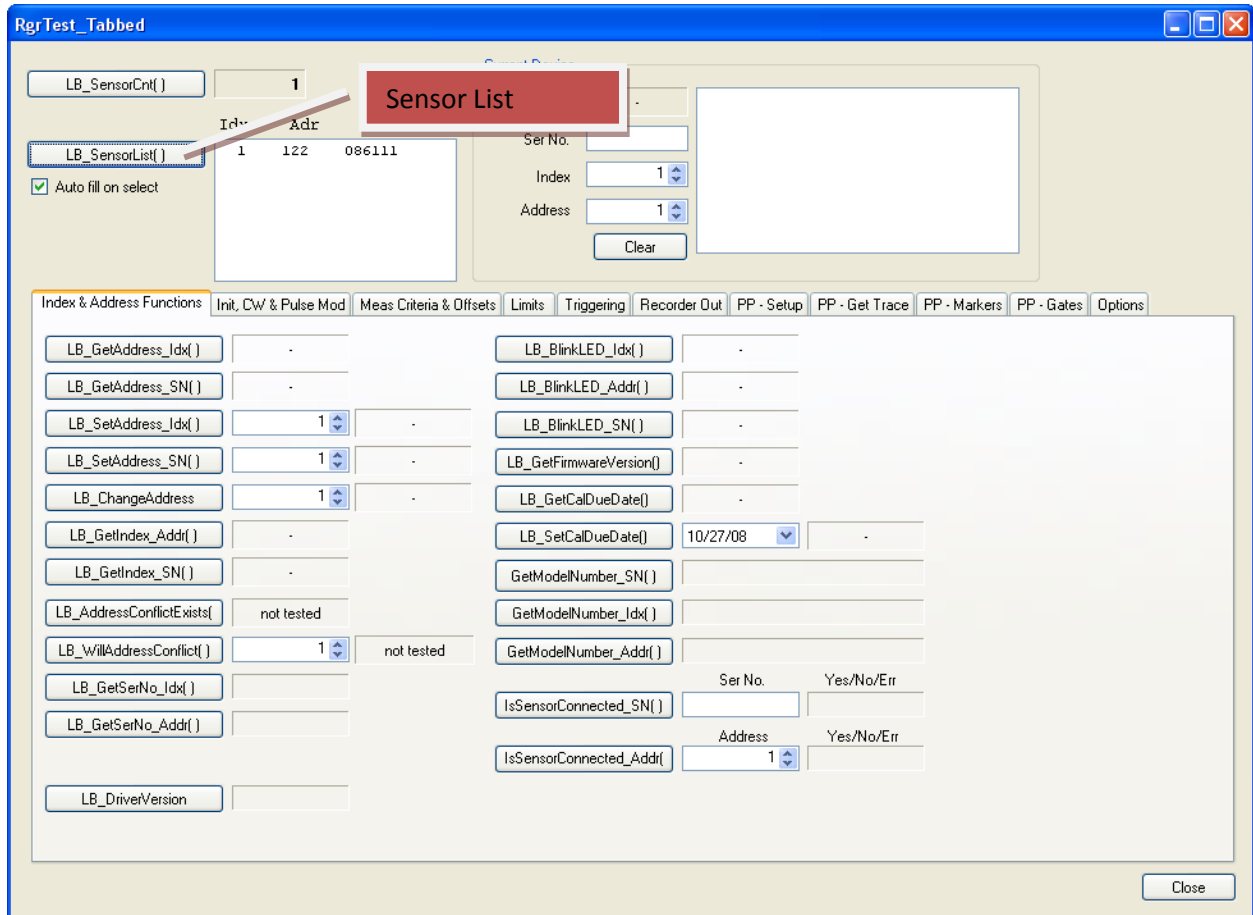 RgrTest_Tabbed
LB_SensorCnt( )
1
Sensor List
-
Idx Adr
LB_SensorList( )
1 122 086111
Auto fill on select
Ser No.
Index 1
Address 1
Clear
Index & Address Functions Init, CW & Pulse Mod Meas Criteria & Offsets Limits Triggering Recorder Out PP - Setup PP - Get Trace PP - Markers PP - Gates Options
LB_GetAddress_Idx( ) -
LB_GetAddress_SN( ) -
LB_SetAddress_Idx( ) 1 -
LB_SetAddress_SN( ) 1 -
LB_ChangeAddress 1 -
LB_GetIndex_Addr( ) -
LB_GetIndex_SN( ) -
LB_AddressConflictExists( not tested
LB_WillAddressConflict( ) 1 not tested
LB_GetSerNo_Idx( )
LB_GetSerNo_Addr( )
LB_DriverVersion
LB_BlinkLED_Idx( ) -
LB_BlinkLED_Addr( ) -
LB_BlinkLED_SN( ) -
LB_GetFirmwareVersion() -
LB_GetCalDueDate() -
LB_SetCalDueDate() 10/27/08 -
GetModelNumber_SN( )
GetModelNumber_Idx( )
GetModelNumber_Addr( )
Ser No. Yes/No/Err
IsSensorConnected_SN( )
Address Yes/No/Err
IsSensorConnected_Addr( 1
Close